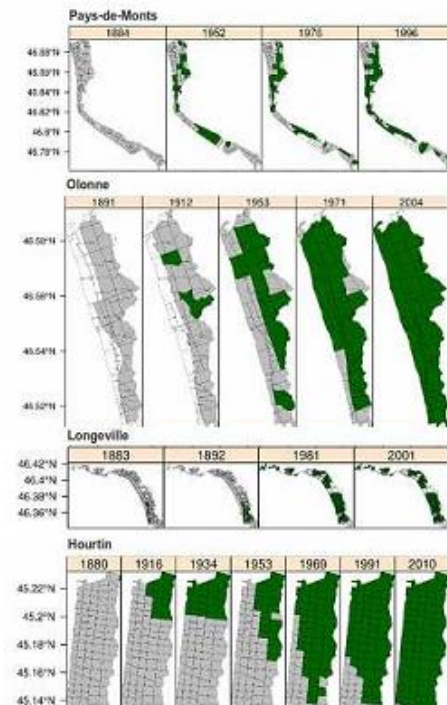 Pays-de-Monts
1884 1952 1976 1996
46.88°N
46.86°N
46.84°N
46.82°N
46.8°N
46.78°N
Olonne
1891 1912 1953 1971 2004
46.58°N
46.56°N
46.54°N
46.52°N
Longeville
1883 1892 1981 2001
46.42°N
46.4°N
46.38°N
46.36°N
Hourtin
1880 1916 1934 1953 1969 1991 2010
45.22°N
45.2°N
45.18°N
45.16°N
45.14°N